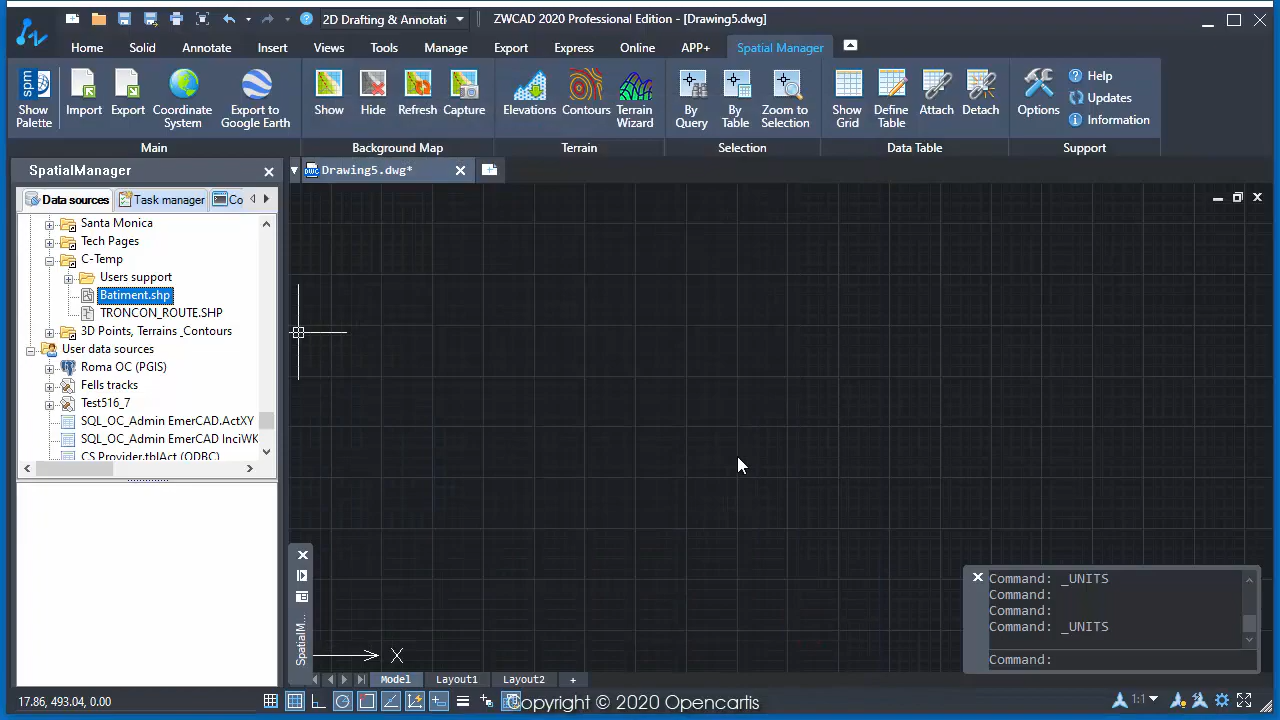 2D Drafting & Annotati
ZWCAD 2020 Professional Edition - [Drawing5.dwg]
Home Solid Annotate Insert Views Tools Manage Export Express Online APP+ Spatial Manager
spm
Show Palette
Import
Export
Coordinate System
Export to Google Earth
Show
Hide
Refresh
Capture
Elevations
Contours
Terrain Wizard
By Query
By Table
Zoom to Selection
Show Grid
Define Table
Attach
Detach
Options
Help
Updates
Information
Main
Background Map
Terrain
Selection
Data Table
Support
SpatialManager
DWG Drawing5.dwg*
Data sources Task manager Co
Santa Monica
Tech Pages
C-Temp
Users support
Batiment.shp
TRONCON_ROUTE.SHP
3D Points, Terrains _Contours
User data sources
Roma OC (PGIS)
Fells tracks
Test516_7
SQL_OC_Admin EmerCAD.ActXY
SQL_OC_Admin EmerCAD InciWK
CS Provider.tblAct (ODBC)
SpatialM...
X
Command: _UNITS
Command:
Command:
Command: _UNITS
Command:
Model Layout1 Layout2 +
17.86, 493.04, 0.00
Copyright © 2020 Opencartis
1:1